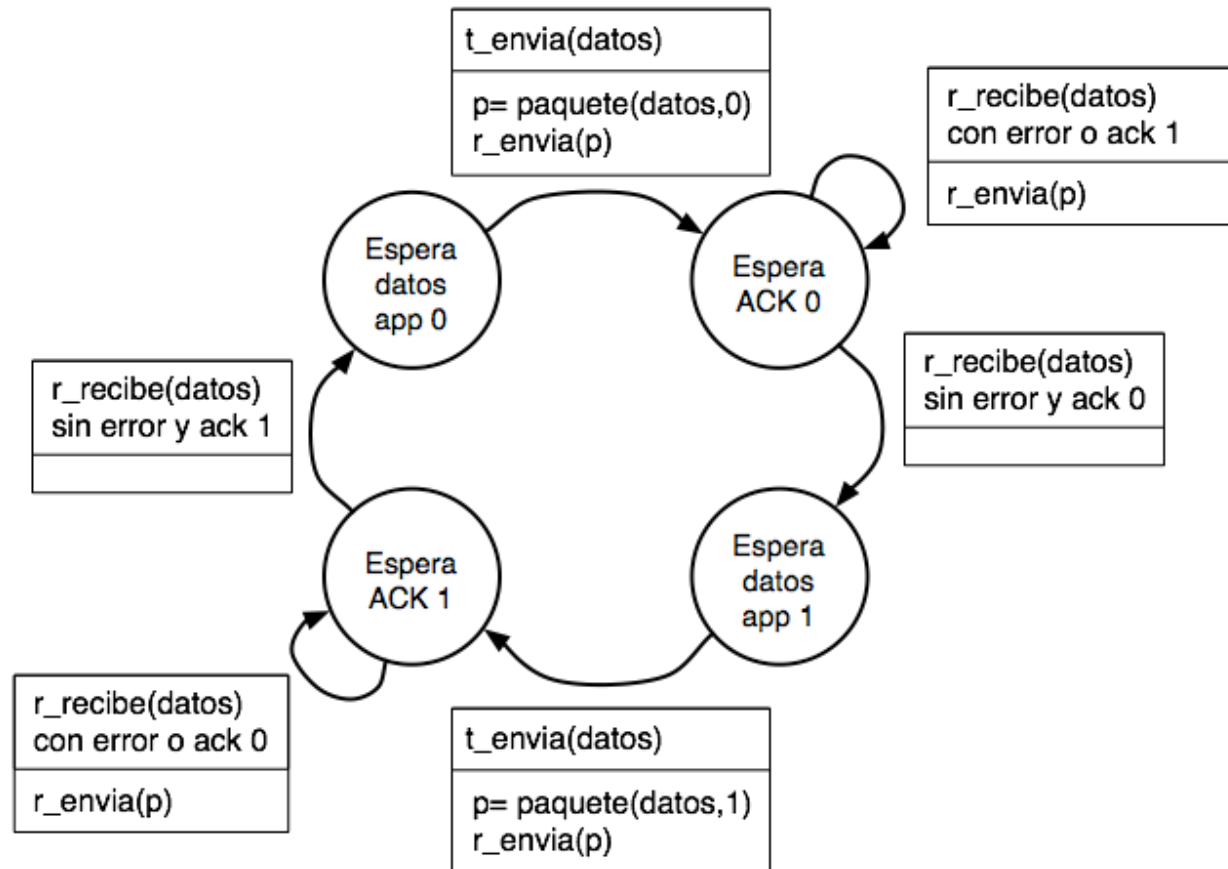 t_envia(datos)
p= paquete(datos,0)
r_envia(p)
r_recibe(datos)
con error o ack 1
r_envia(p)
Espera
datos
app 0
Espera
ACK 0
r_recibe(datos)
sin error y ack 1
r_recibe(datos)
sin error y ack 0
Espera
ACK 1
Espera
datos
app 1
r_recibe(datos)
con error o ack 0
r_envia(p)
t_envia(datos)
p= paquete(datos,1)
r_envia(p)